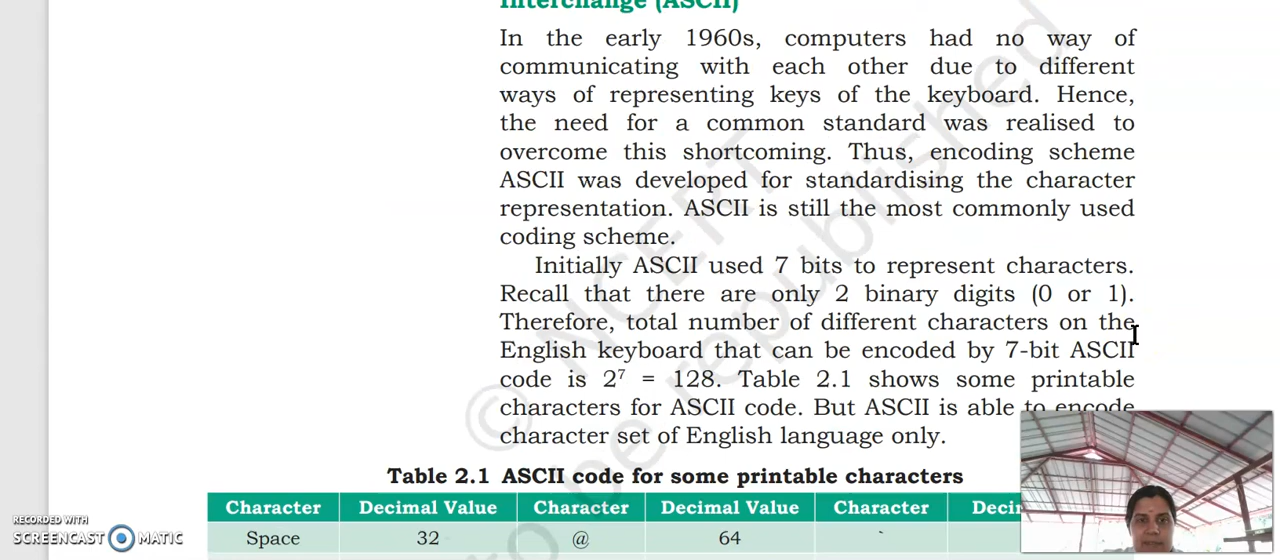 Interchange (ASCII)
In the early 1960s, computers had no way of
communicating with each other due to different
ways of representing keys of the keyboard. Hence,
the need for a common standard was realised to
overcome this shortcoming. Thus, encoding scheme
ASCII was developed for standardising the character
representation. ASCII is still the most commonly used
coding scheme.
Initially ASCII used 7 bits to represent characters.
Recall that there are only 2 binary digits (0 or 1).
Therefore, total number of different characters on the
English keyboard that can be encoded by 7-bit ASCII
code is 2⁷ = 128. Table 2.1 shows some printable
characters for ASCII code. But ASCII is able to encode
character set of English language only.
Table 2.1 ASCII code for some printable characters
Character Decimal Value Character Decimal Value Character
Space 32 @ 64 `
© NCERT
be republished
RECORDED WITH
SCREENCAST MATIC